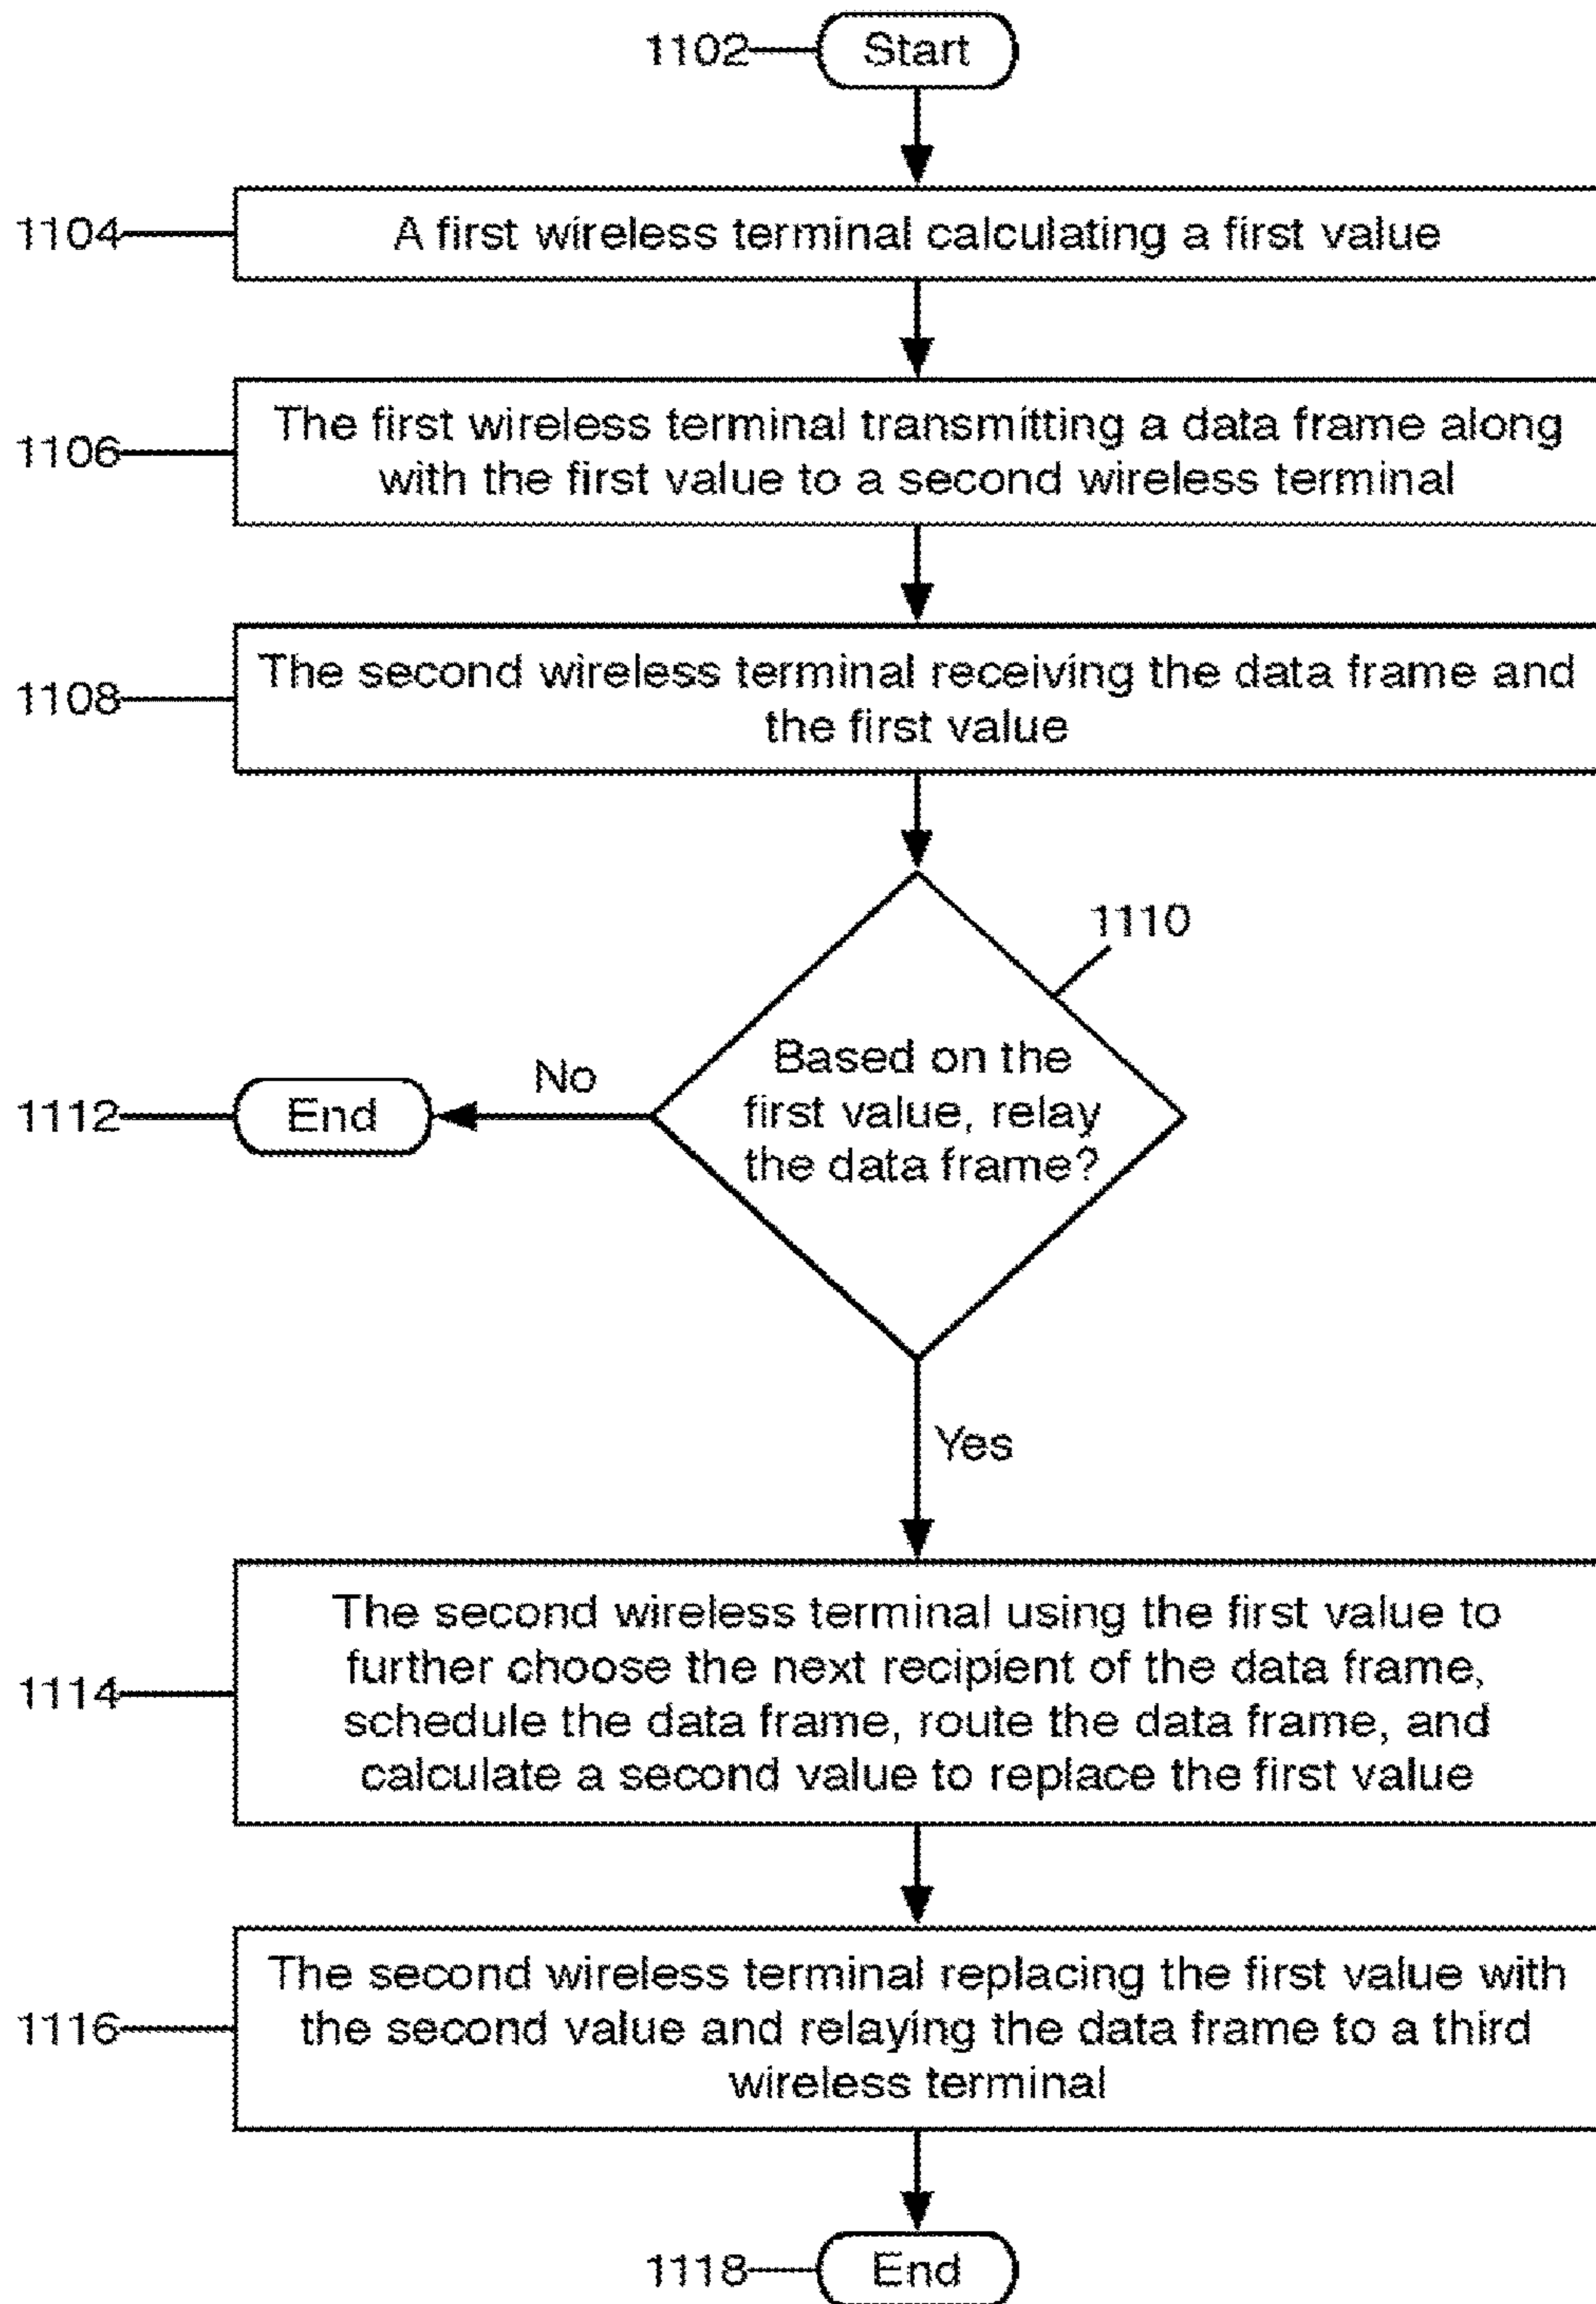 1102
Start
1104
A first wireless terminal calculating a first value
1106
The first wireless terminal transmitting a data frame along
with the first value to a second wireless terminal
1108
The second wireless terminal receiving the data frame and
the first value
1110
Based on the
first value, relay
the data frame?
No
1112
End
Yes
1114
The second wireless terminal using the first value to
further choose the next recipient of the data frame,
schedule the data frame, route the data frame, and
calculate a second value to replace the first value
1116
The second wireless terminal replacing the first value with
the second value and relaying the data frame to a third
wireless terminal
1118
End